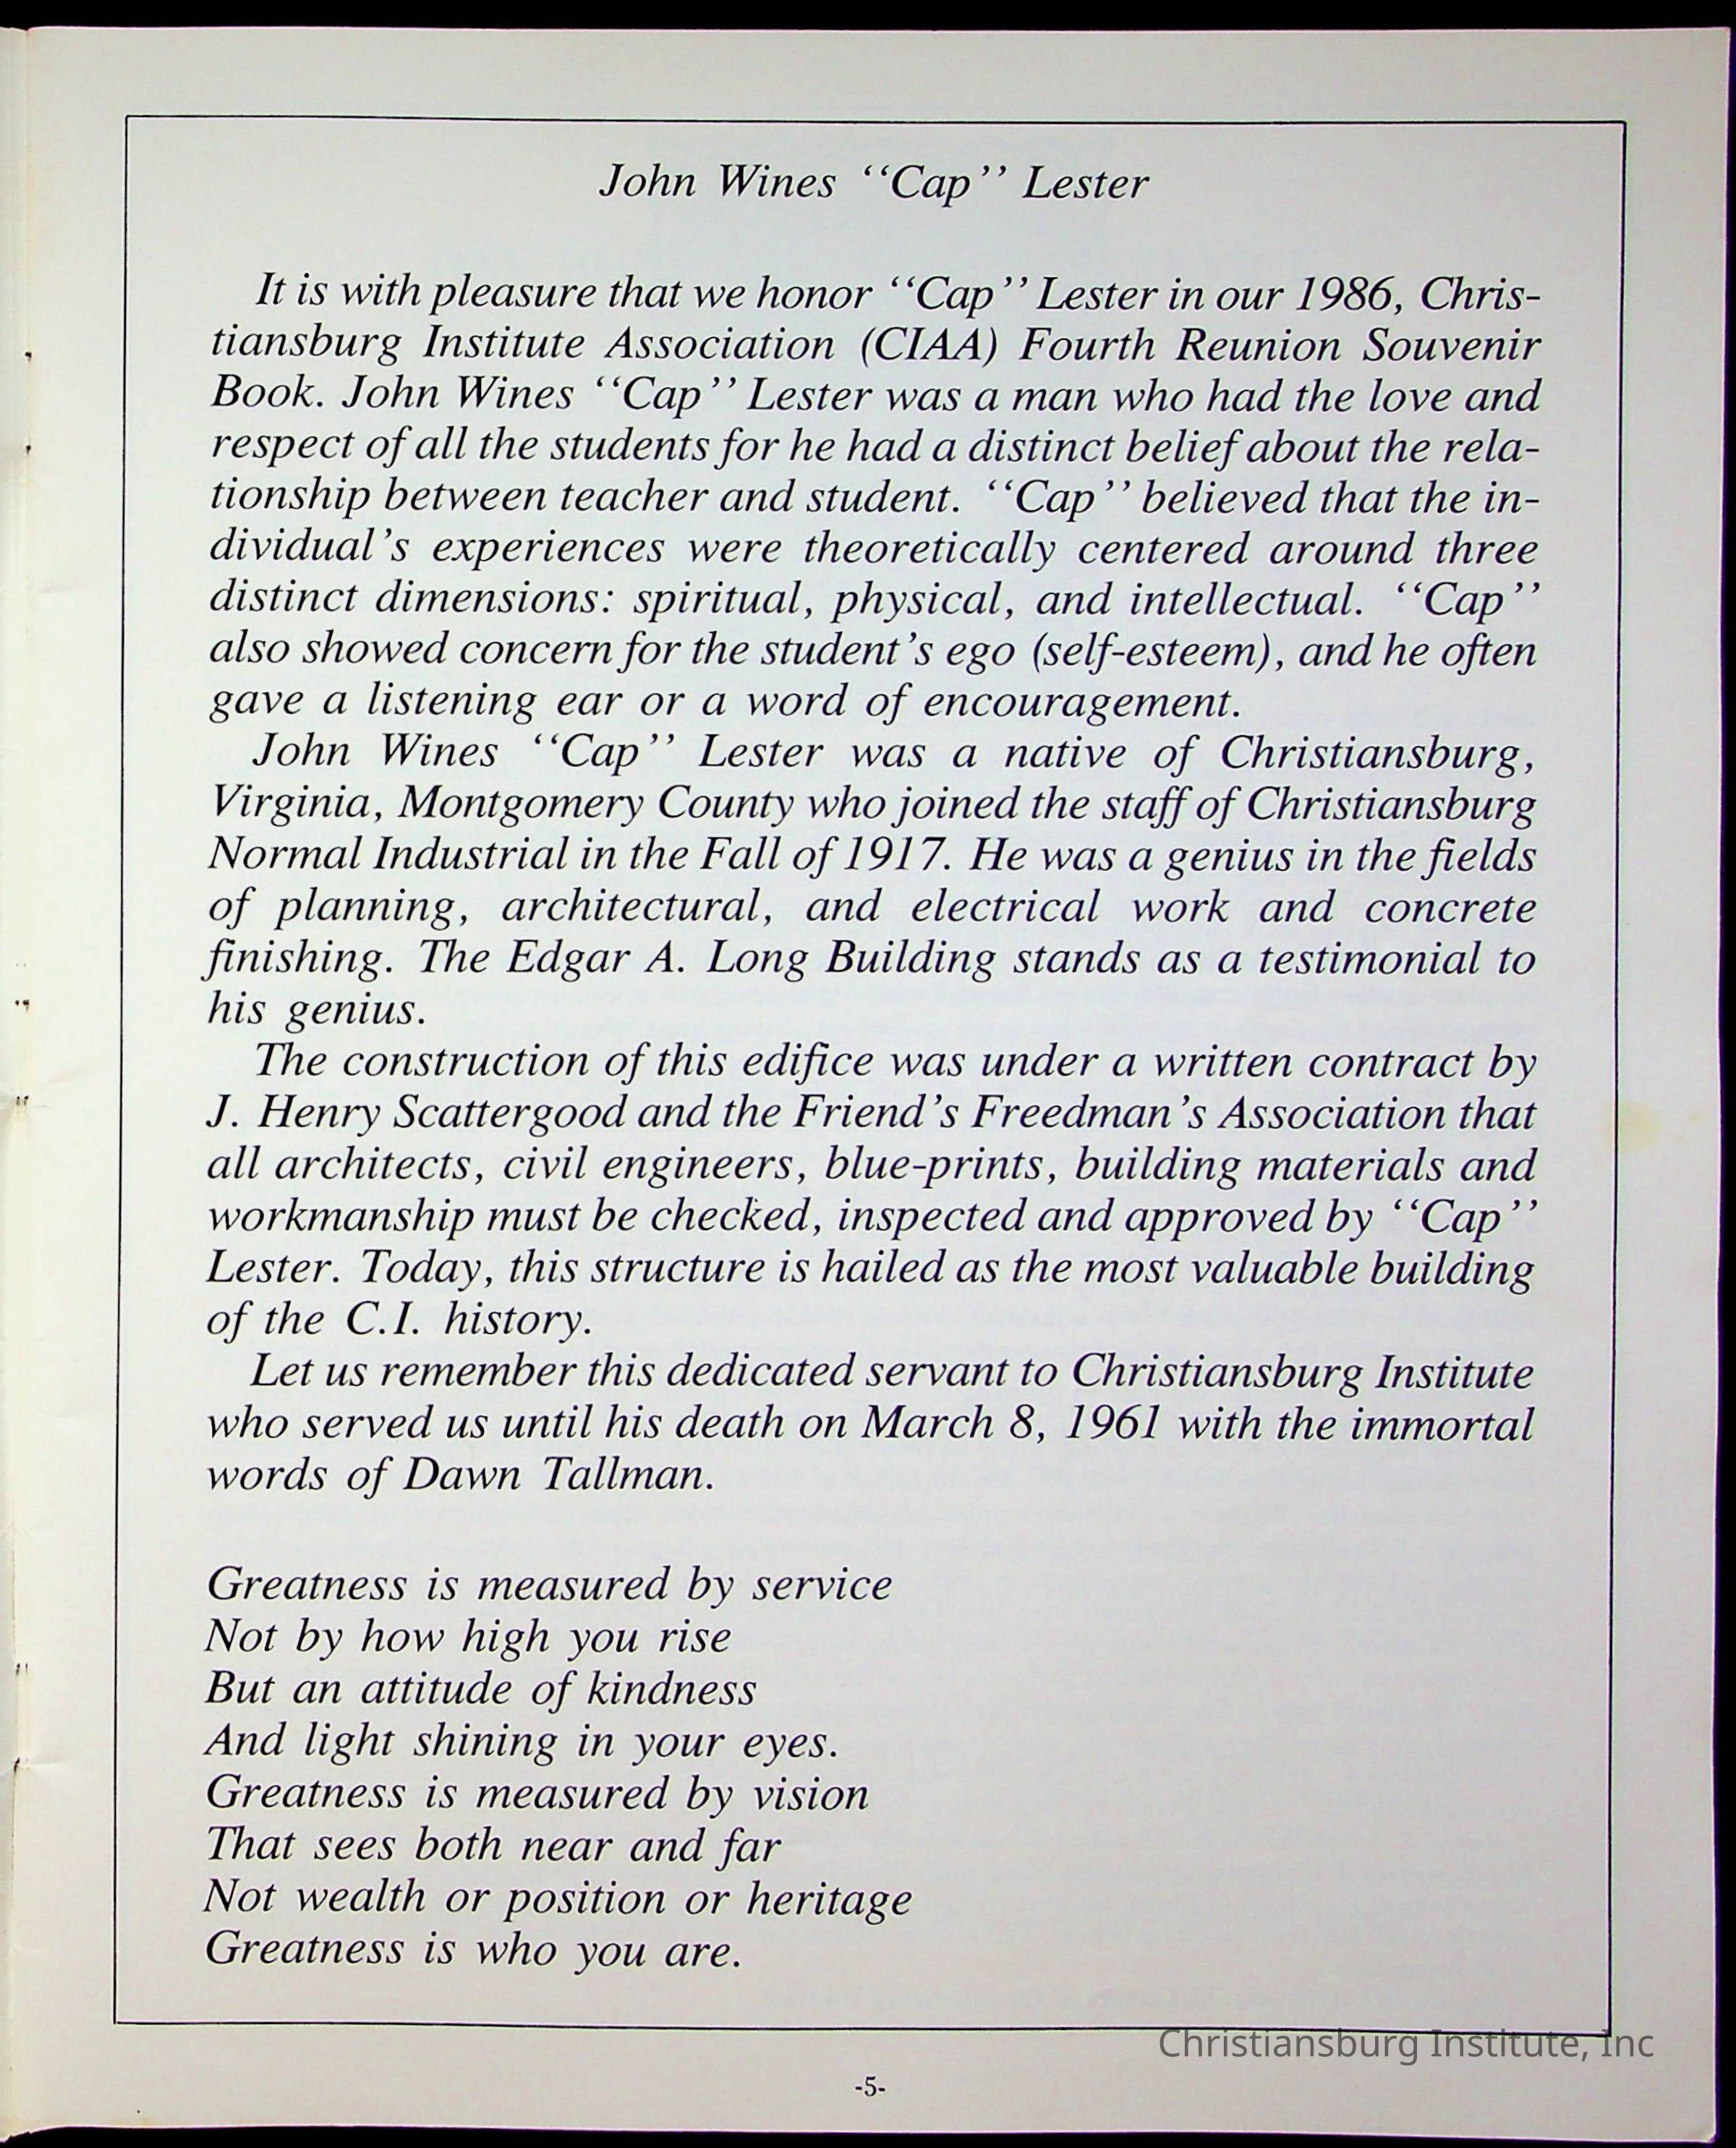 John Wines ‘‘Cap’’ Lester
It is with pleasure that we honor ‘‘Cap’’ Lester in our 1986, Chris-
tiansburg Institute Association (CIAA) Fourth Reunion Souvenir
Book. John Wines ‘‘Cap’’ Lester was a man who had the love and
respect of all the students for he had a distinct belief about the rela-
tionship between teacher and student. ‘‘Cap’’ believed that the in-
dividual’s experiences were theoretically centered around three
distinct dimensions: spiritual, physical, and intellectual. ‘‘Cap’’
also showed concern for the student’s ego (self-esteem), and he often
gave a listening ear or a word of encouragement.
John Wines ‘‘Cap’’ Lester was a native of Christiansburg,
Virginia, Montgomery County who joined the staff of Christiansburg
Normal Industrial in the Fall of 1917. He was a genius in the fields
of planning, architectural, and electrical work and concrete
finishing. The Edgar A. Long Building stands as a testimonial to
his genius.
The construction of this edifice was under a written contract by
J. Henry Scattergood and the Friend’s Freedman’s Association that
all architects, civil engineers, blue-prints, building materials and
workmanship must be checked, inspected and approved by ‘‘Cap’’
Lester. Today, this structure is hailed as the most valuable building
of the C.I. history.
Let us remember this dedicated servant to Christiansburg Institute
who served us until his death on March 8, 1961 with the immortal
words of Dawn Tallman.
Greatness is measured by service
Not by how high you rise
But an attitude of kindness
And light shining in your eyes.
Greatness is measured by vision
That sees both near and far
Not wealth or position or heritage
Greatness is who you are.
Christiansburg Institute, Inc
-5-